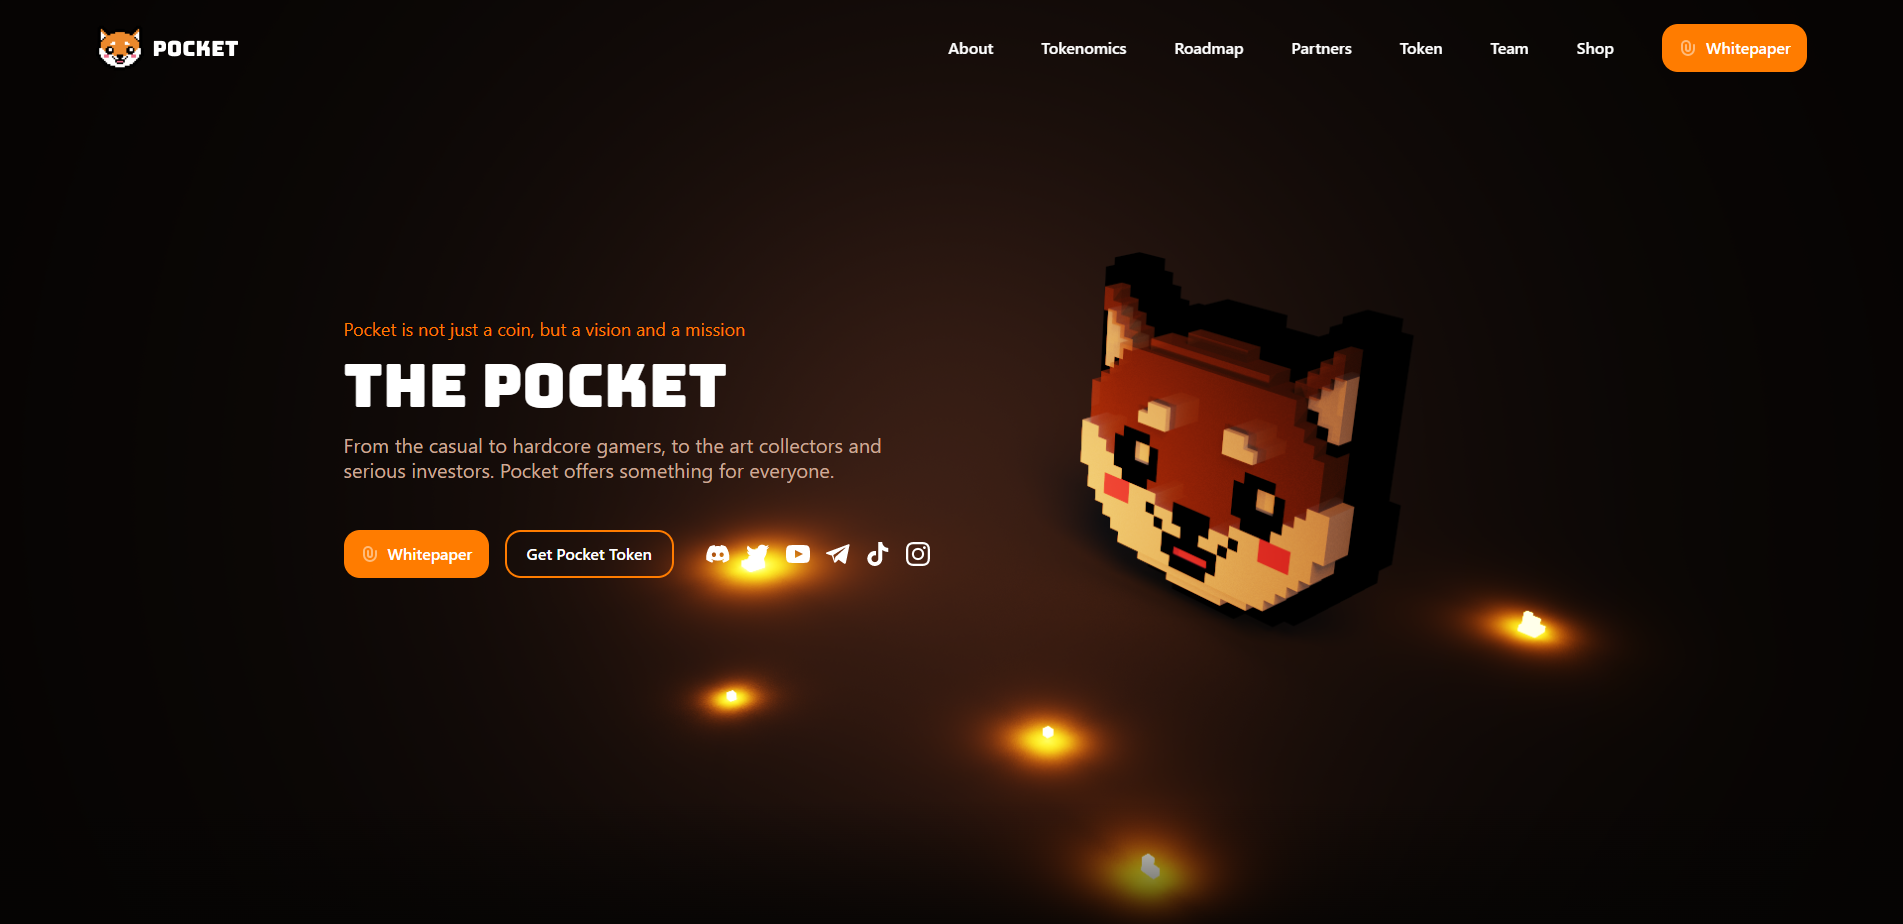 POCKET
About
Tokenomics
Roadmap
Partners
Token
Team
Shop
Whitepaper
Pocket is not just a coin, but a vision and a mission
THE POCKET
From the casual to hardcore gamers, to the art collectors and
serious investors. Pocket offers something for everyone.
Whitepaper
Get Pocket Token